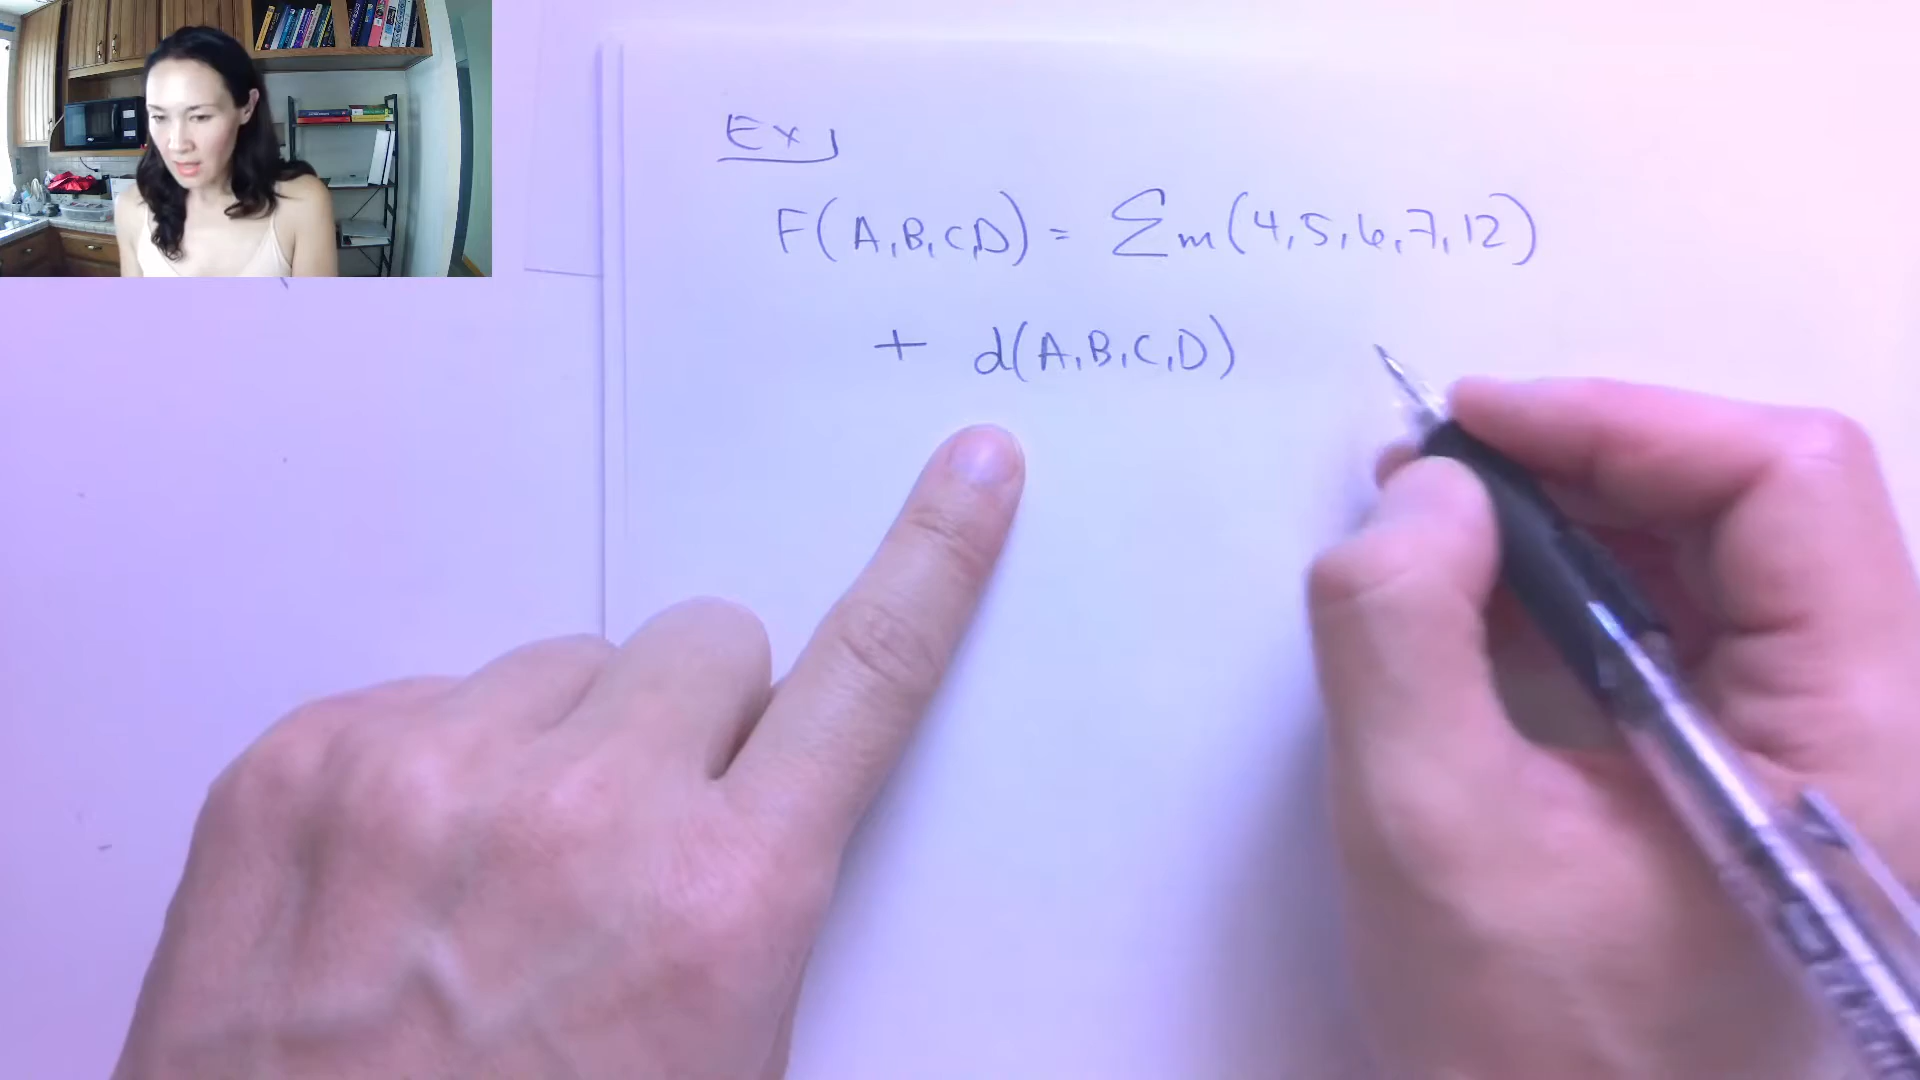 Ex)
F(A,B,C,D) = Σm(4,5,6,7,12)
+ d(A,B,C,D)